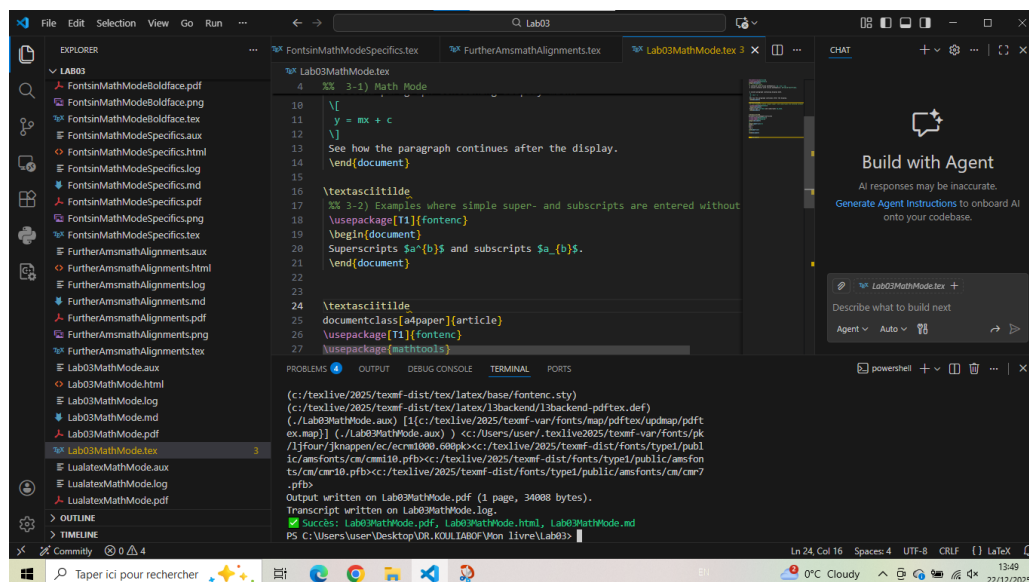 File Edit Selection View Go Run ··· Lab03
EXPLORER ···
LAB03
FontsinMathModeBoldface.pdf
FontsinMathModeBoldface.png
FontsinMathModeBoldface.tex
FontsinMathModeSpecifics.aux
FontsinMathModeSpecifics.html
FontsinMathModeSpecifics.log
FontsinMathModeSpecifics.md
FontsinMathModeSpecifics.pdf
FontsinMathModeSpecifics.png
FontsinMathModeSpecifics.tex
FurtherAmsmathAlignments.aux
FurtherAmsmathAlignments.html
FurtherAmsmathAlignments.log
FurtherAmsmathAlignments.md
FurtherAmsmathAlignments.pdf
FurtherAmsmathAlignments.png
FurtherAmsmathAlignments.tex
Lab03MathMode.aux
Lab03MathMode.html
Lab03MathMode.log
Lab03MathMode.md
Lab03MathMode.pdf
Lab03MathMode.tex 3
LualatexMathMode.aux
LualatexMathMode.log
LualatexMathMode.pdf
OUTLINE
TIMELINE
FontsinMathModeSpecifics.tex FurtherAmsmathAlignments.tex Lab03MathMode.tex 3
Lab03MathMode.tex
4 %% 3-1) Math Mode
10 \[
11 y = mx + c
12 \]
13 See how the paragraph continues after the display.
14 \end{document}
15
16 \textasciitilde
17 %% 3-2) Examples where simple super- and subscripts are entered without
18 \usepackage[T1]{fontenc}
19 \begin{document}
20 Superscripts $a^{b}$ and subscripts $a_{b}$.
21 \end{document}
22
23
24 \textasciitilde
25 documentclass[a4paper]{article}
26 \usepackage[T1]{fontenc}
27 \usepackage{mathtools}
PROBLEMS 4 OUTPUT DEBUG CONSOLE TERMINAL PORTS powershell
(c:/texlive/2025/texmf-dist/tex/latex/base/fontenc.sty)
(c:/texlive/2025/texmf-dist/tex/latex/l3backend/l3backend-pdftex.def)
(./Lab03MathMode.aux) [1{c:/texlive/2025/texmf-var/fonts/map/pdftex/updmap/pdft
ex.map}] (./Lab03MathMode.aux) ) <c:/Users/user/.texlive2025/texmf-var/fonts/pk
/ljfour/jknappen/ec/ecrm1000.600pk><c:/texlive/2025/texmf-dist/fonts/type1/publ
ic/amsfonts/cm/cmmi10.pfb><c:/texlive/2025/texmf-dist/fonts/type1/public/amsfon
ts/cm/cmr10.pfb><c:/texlive/2025/texmf-dist/fonts/type1/public/amsfonts/cm/cmr7
.pfb>
Output written on Lab03MathMode.pdf (1 page, 34008 bytes).
Transcript written on Lab03MathMode.log.
Succès: Lab03MathMode.pdf, Lab03MathMode.html, Lab03MathMode.md
PS C:\Users\user\Desktop\DR.KOULIABOF\Mon livre\Lab03>
CHAT
Build with Agent
AI responses may be inaccurate.
Generate Agent Instructions to onboard AI
onto your codebase.
Lab03MathMode.tex
Describe what to build next
Agent Auto
Commitly 0 4 Ln 24, Col 16 Spaces: 4 UTF-8 CRLF { } LaTeX
Taper ici pour rechercher EN 0°C Cloudy 13:49